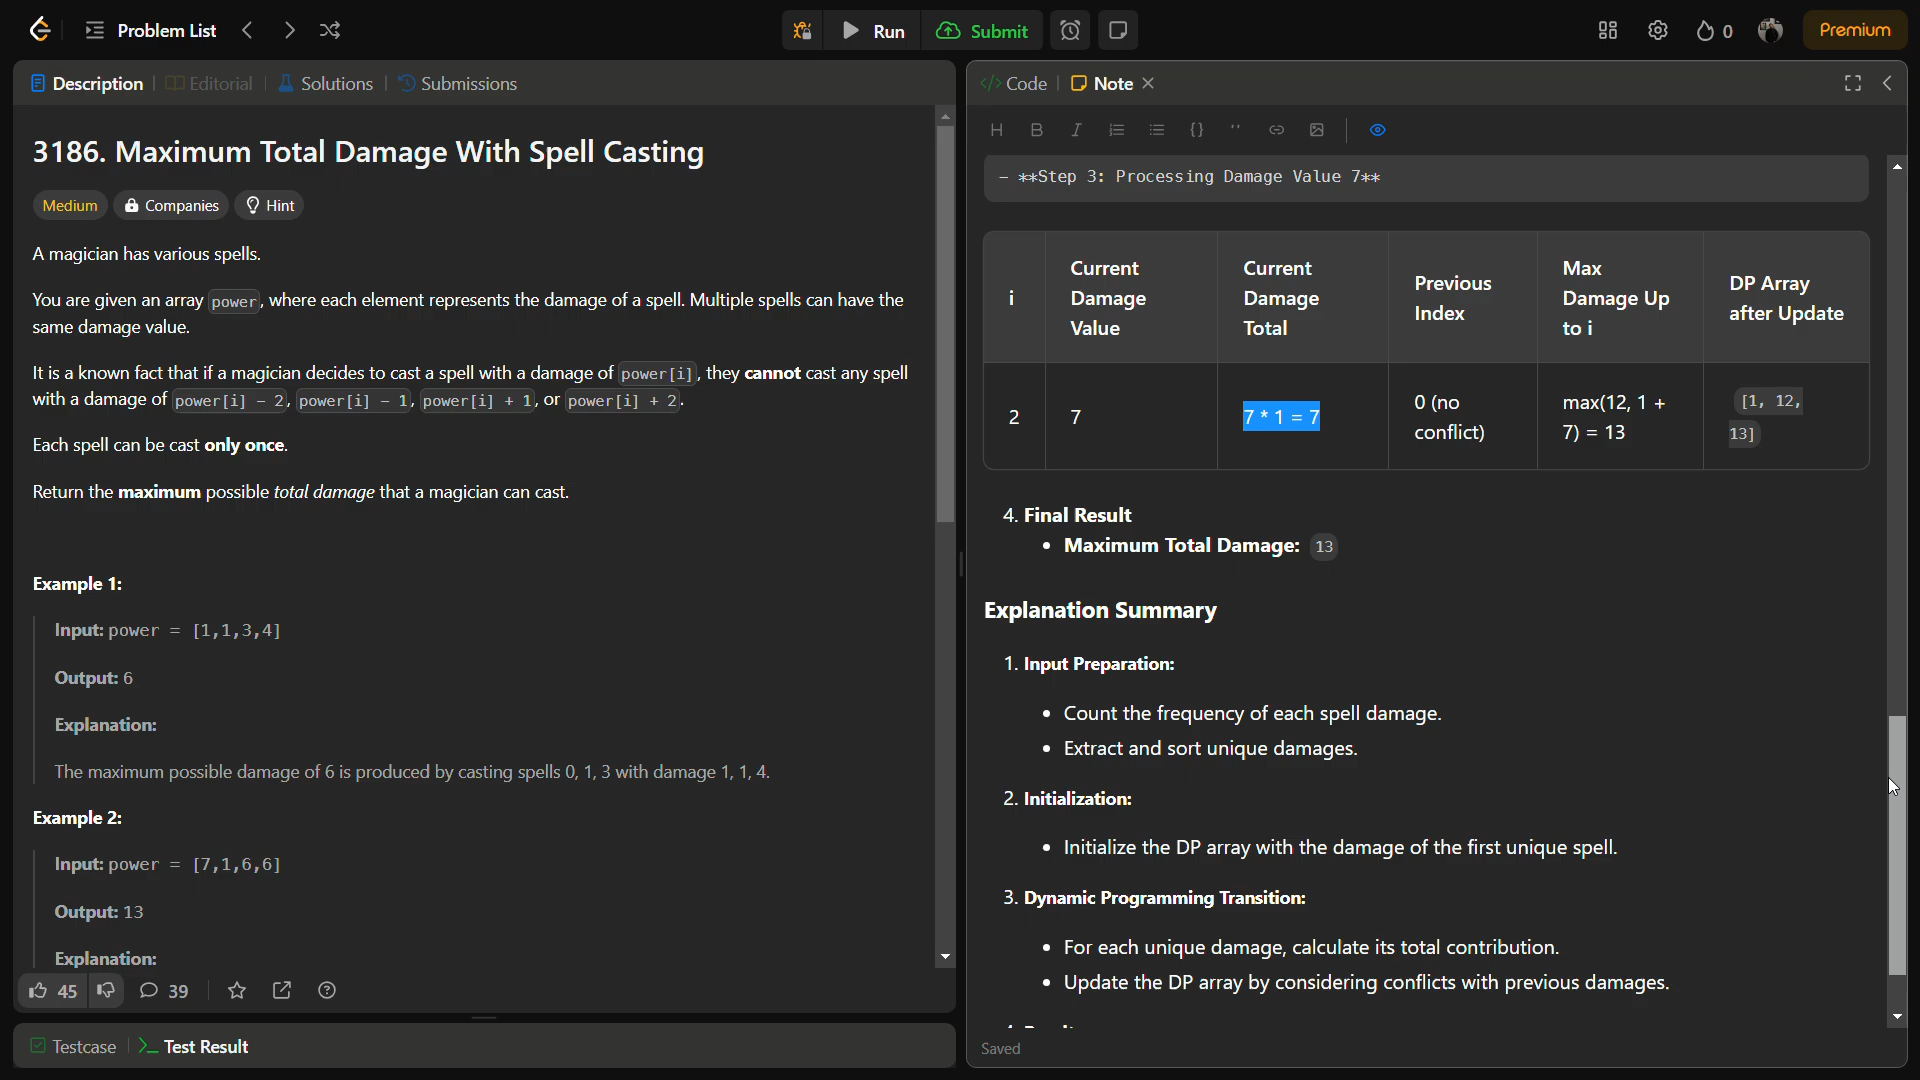 Problem List
Run
Submit
0
Premium
Description
Editorial
Solutions
Submissions
3186. Maximum Total Damage With Spell Casting
Medium
Companies
Hint
A magician has various spells.
You are given an array power, where each element represents the damage of a spell. Multiple spells can have the
same damage value.
It is a known fact that if a magician decides to cast a spell with a damage of power[i], they cannot cast any spell
with a damage of power[i] - 2, power[i] - 1, power[i] + 1, or power[i] + 2.
Each spell can be cast only once.
Return the maximum possible total damage that a magician can cast.
Example 1:
Input: power = [1,1,3,4]
Output: 6
Explanation:
The maximum possible damage of 6 is produced by casting spells 0, 1, 3 with damage 1, 1, 4.
Example 2:
Input: power = [7,1,6,6]
Output: 13
Explanation:
45
39
Testcase
Test Result
Code
Note
- **Step 3: Processing Damage Value 7**
i
Current
Damage
Value
Current
Damage
Total
Previous
Index
Max
Damage Up
to i
DP Array
after Update
2
7
7 * 1 = 7
0 (no
conflict)
max(12, 1 +
7) = 13
[1, 12,
13]
4. Final Result
• Maximum Total Damage: 13
Explanation Summary
1. Input Preparation:
• Count the frequency of each spell damage.
• Extract and sort unique damages.
2. Initialization:
• Initialize the DP array with the damage of the first unique spell.
3. Dynamic Programming Transition:
• For each unique damage, calculate its total contribution.
• Update the DP array by considering conflicts with previous damages.
Saved